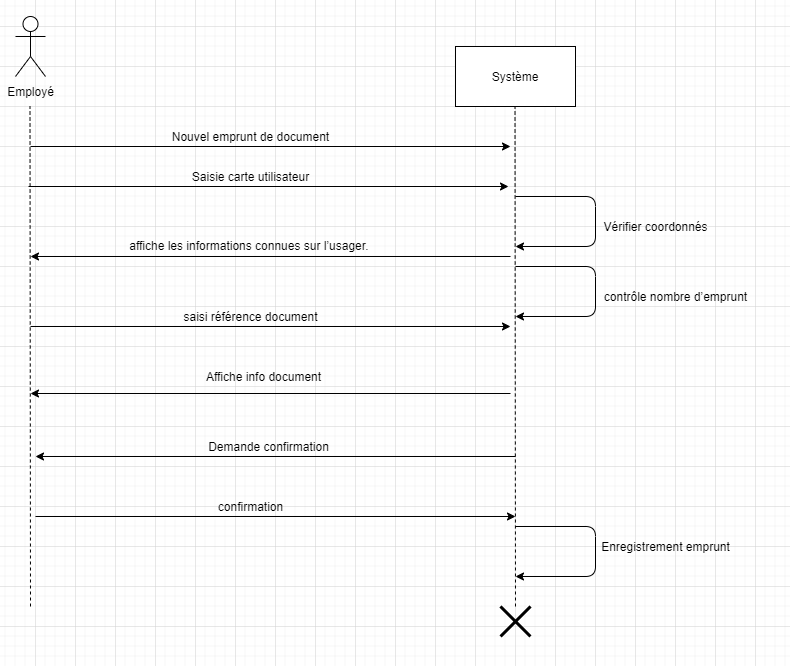 Employé
Système
Nouvel emprunt de document
Saisie carte utilisateur
Vérifier coordonnés
affiche les informations connues sur l'usager.
contrôle nombre d'emprunt
saisi référence document
Affiche info document
Demande confirmation
confirmation
Enregistrement emprunt